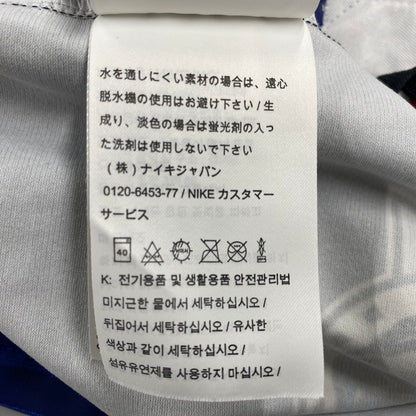 水を通しにくい素材の場合は、遠心
脱水機の使用はお避け下さい / 生
成り、淡色の場合は蛍光剤の入っ
た洗剤は使用しないで下さい
(株) ナイキジャパン
0120-6453-77 / NIKE カスタマー
サービス
40
K: 전기용품 및 생활용품 안전관리법
미지근한 물에서 세탁하십시오 /
뒤집어서 세탁하십시오 / 유사한
색상과 같이 세탁하십시오 /
섬유유연제를 사용하지 마십시오 /